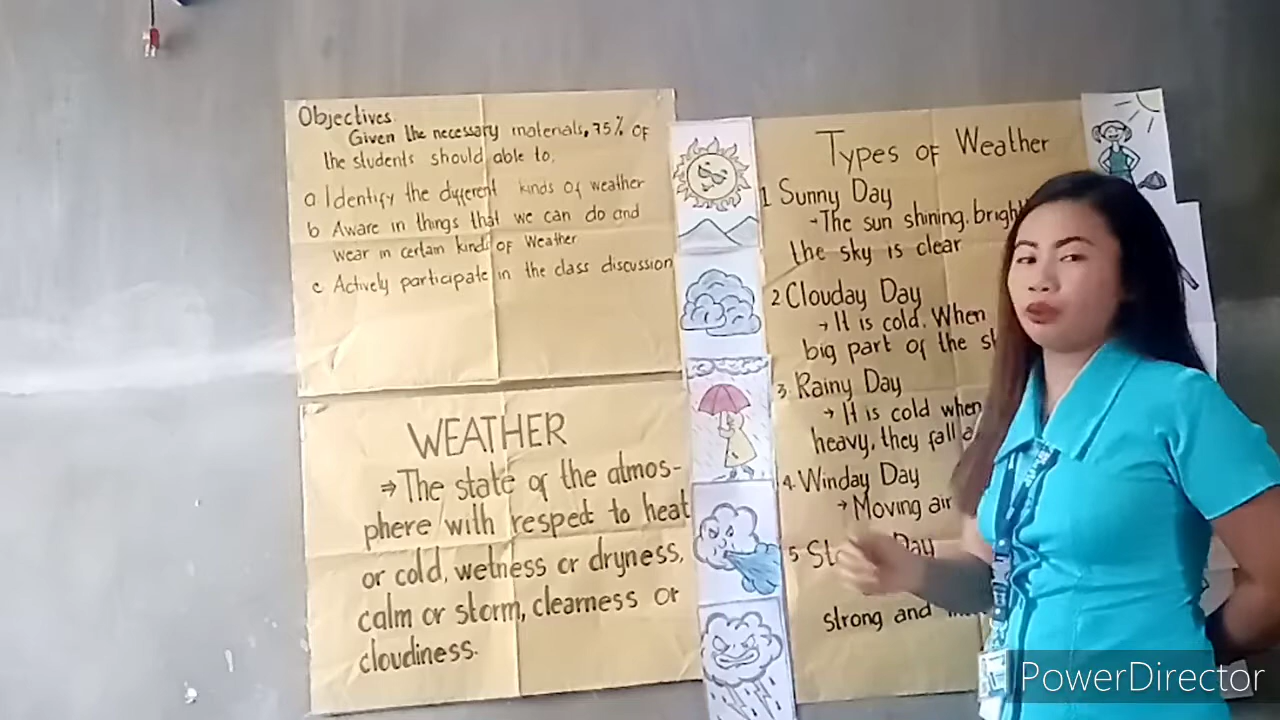 Objectives.
Given the necessary materials, 75% of
the students should able to.
a Identify the different kinds of weather
b Aware in things that we can do and
wear in certain kinds of Weather
c Actively participate in the class discussion
WEATHER
⇒The state of the atmos-
phere with respect to heat
or cold, wetness or dryness,
calm or storm, clearness or
cloudiness.
Types of Weather
1 Sunny Day
→The sun shining. bright
the sky is clear
2 Clouday Day
→ It is cold. When
big part of the
3. Rainy Day
→ It is cold when
heavy, they fall
4. Winday Day
→ Moving air
5 Day
strong and
PowerDirector